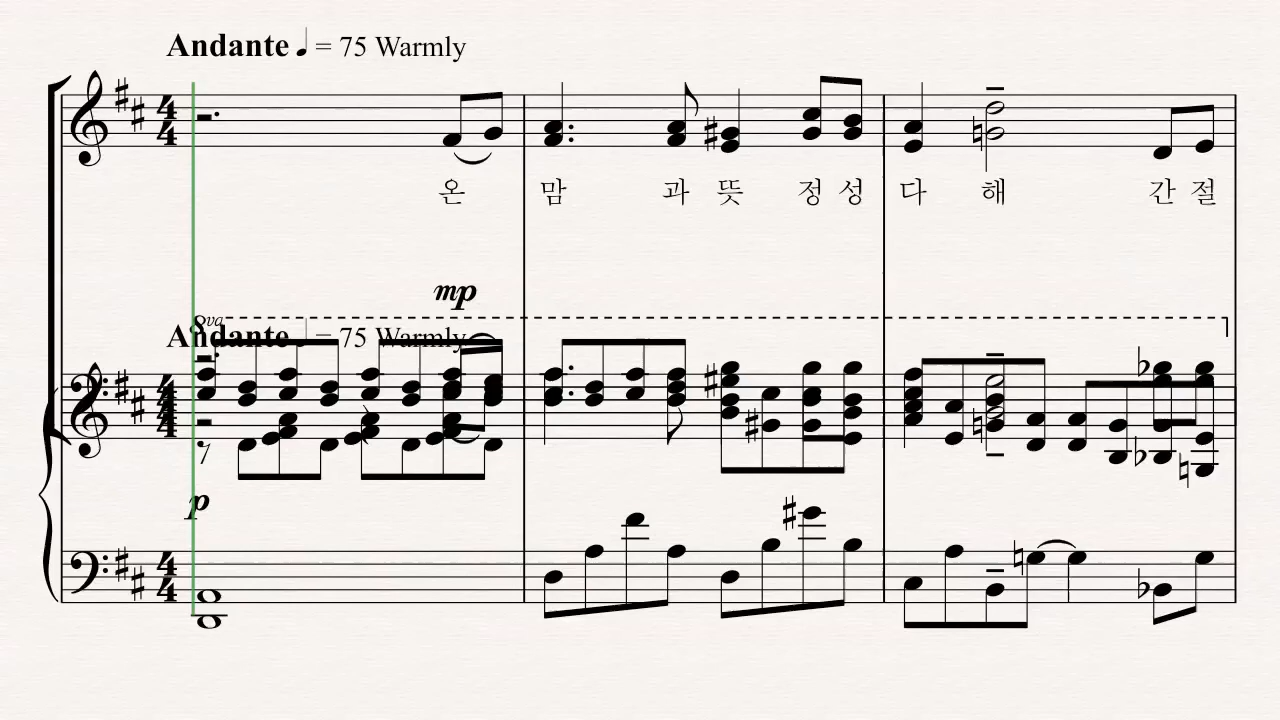 Andante ♩ = 75 Warmly
온 맘 과 뜻 정 성 다 해 간 절
mp
8va
Andante ♩ = 75 Warmly
p